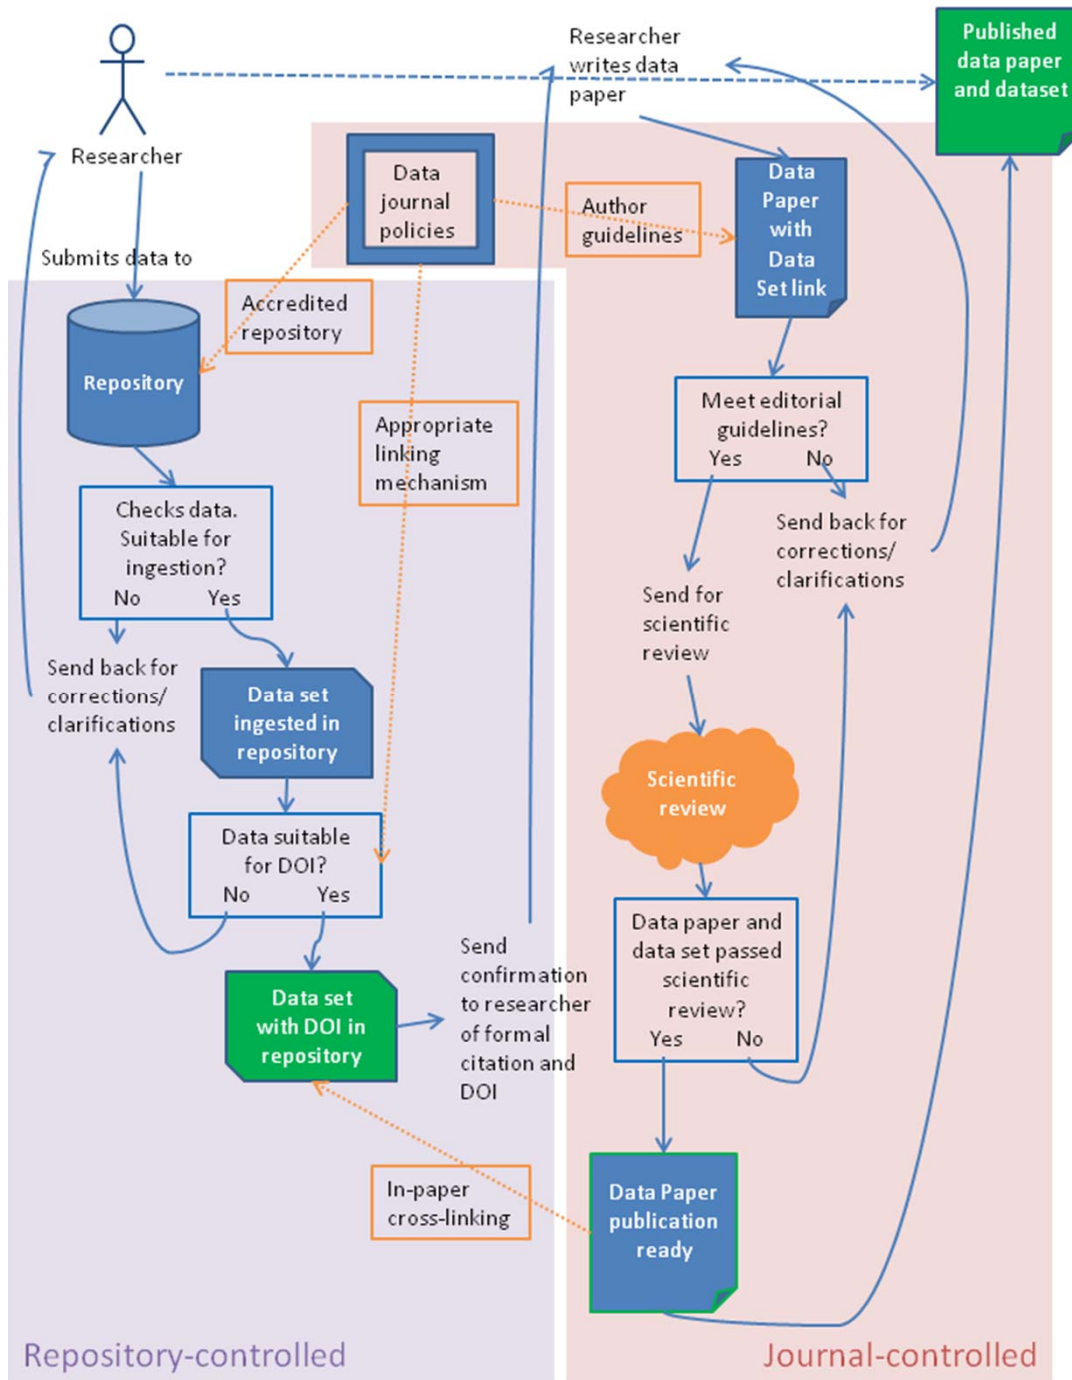 Researcher
writes data
paper
Published
data paper
and dataset
Researcher
Data
journal
policies
Author
guidelines
Data
Paper
with
Data
Set link
Submits data to
Accredited
repository
Repository
Appropriate
linking
mechanism
Meet editorial
guidelines?
Yes No
Checks data.
Suitable for
ingestion?
No Yes
Send back for
corrections/
clarifications
Send for
scientific
review
Send back for
corrections/
clarifications
Data set
ingested in
repository
Scientific
review
Data suitable
for DOI?
No Yes
Data paper and
data set passed
scientific
review?
Yes No
Data set
with DOI in
repository
Send
confirmation
to researcher
of formal
citation and
DOI
In-paper
cross-linking
Data Paper
publication
ready
Repository-controlled
Journal-controlled